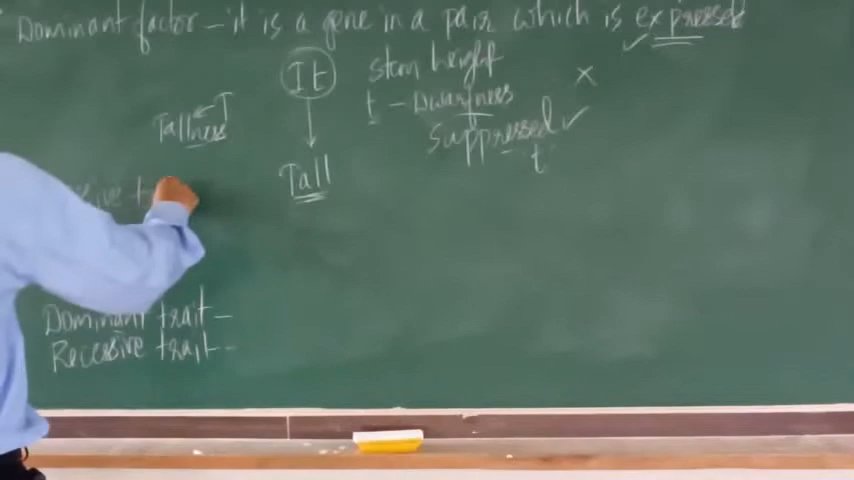 Dominant factor – it is a gene in a pair which is expressed ✓
Tt stem height
T
t – Dwarfness ×
Tallness
Suppressed ✓
t
Tall
Dominant trait –
Recessive trait –